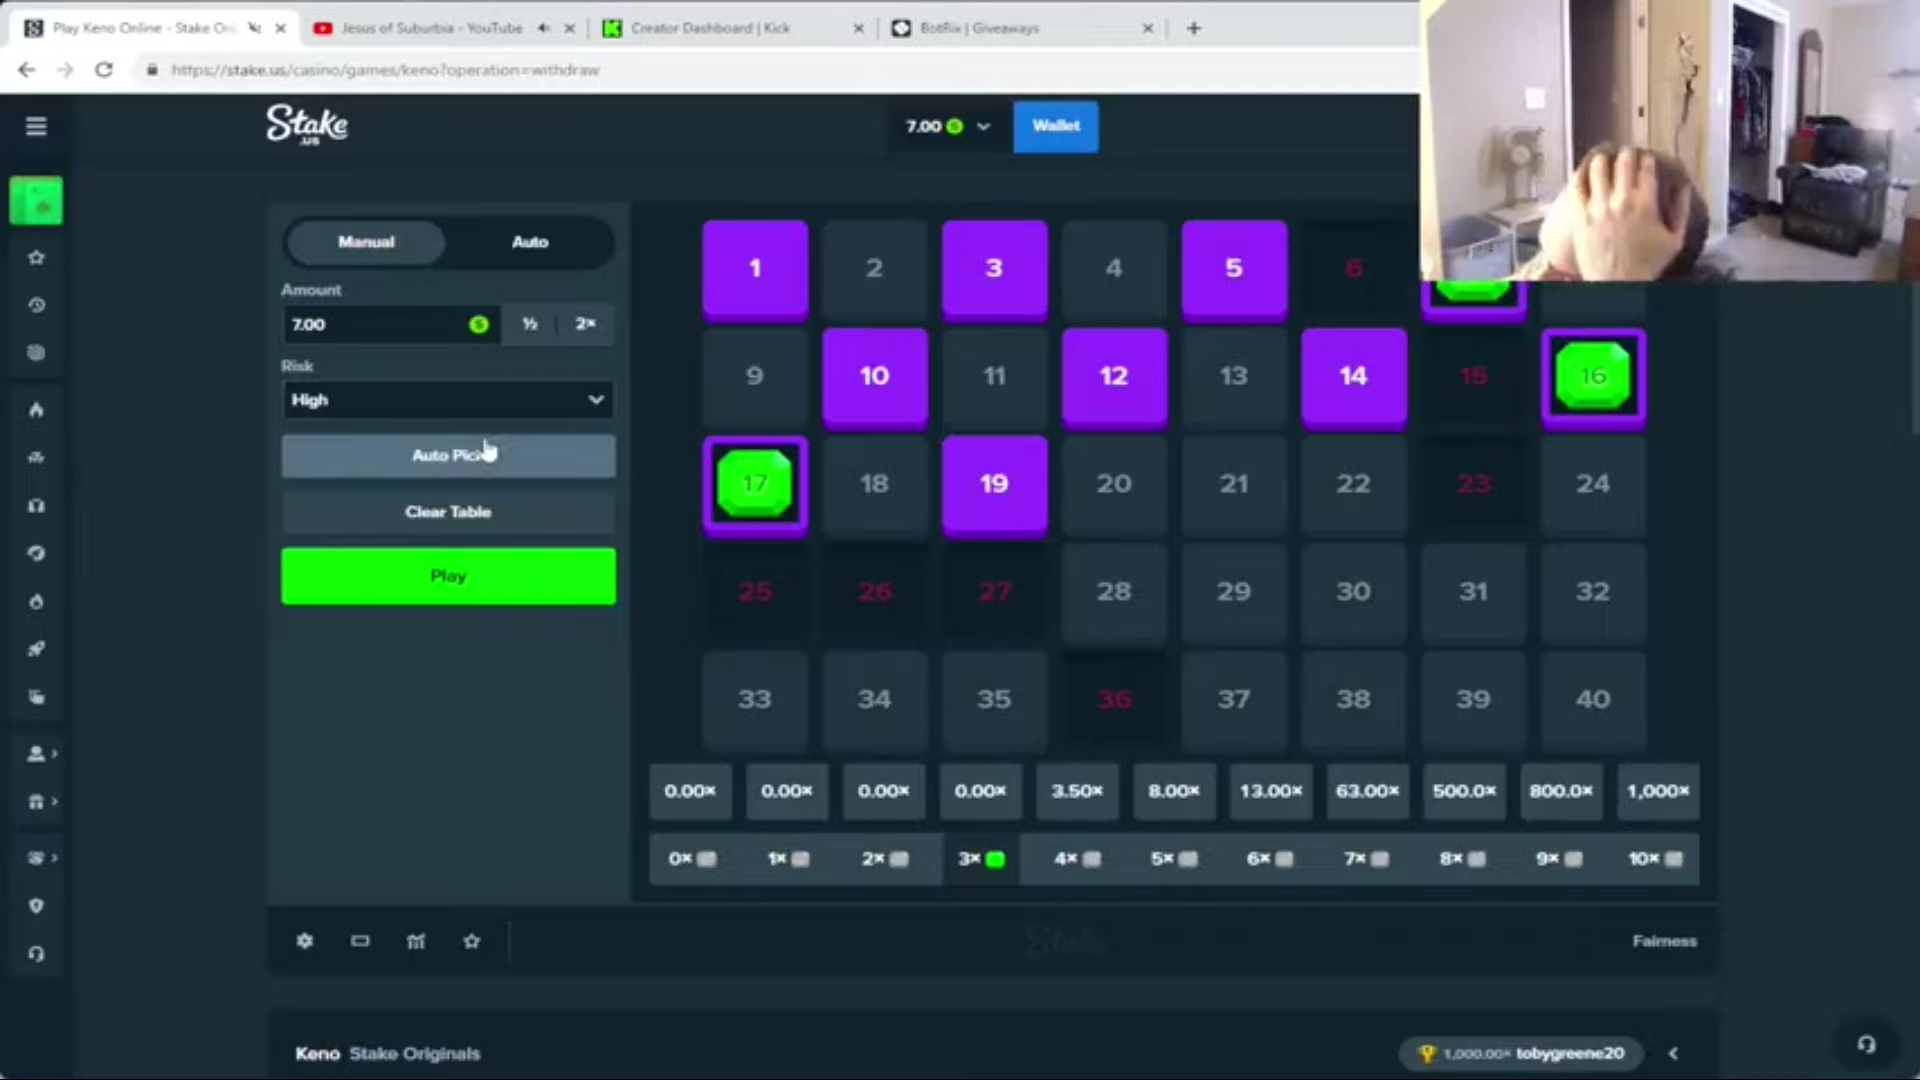 Play Keno Online - Stake Ori
Jesus of Suburbia - YouTube
Creator Dashboard | Kick
BotRix | Giveaways
https://stake.us/casino/games/keno?operation=withdraw
Stake
.US
7.00
Wallet
Manual
Auto
Amount
7.00
½
2×
Risk
High
Auto Pick
Clear Table
Play
1 2 3 4 5 6
9 10 11 12 13 14 15 16
17 18 19 20 21 22 23 24
25 26 27 28 29 30 31 32
33 34 35 36 37 38 39 40
0.00× 0.00× 0.00× 0.00× 3.50× 8.00× 13.00× 63.00× 500.0× 800.0× 1,000×
0× 1× 2× 3× 4× 5× 6× 7× 8× 9× 10×
Stake
Fairness
Keno Stake Originals
1,000.00× tobygreene20